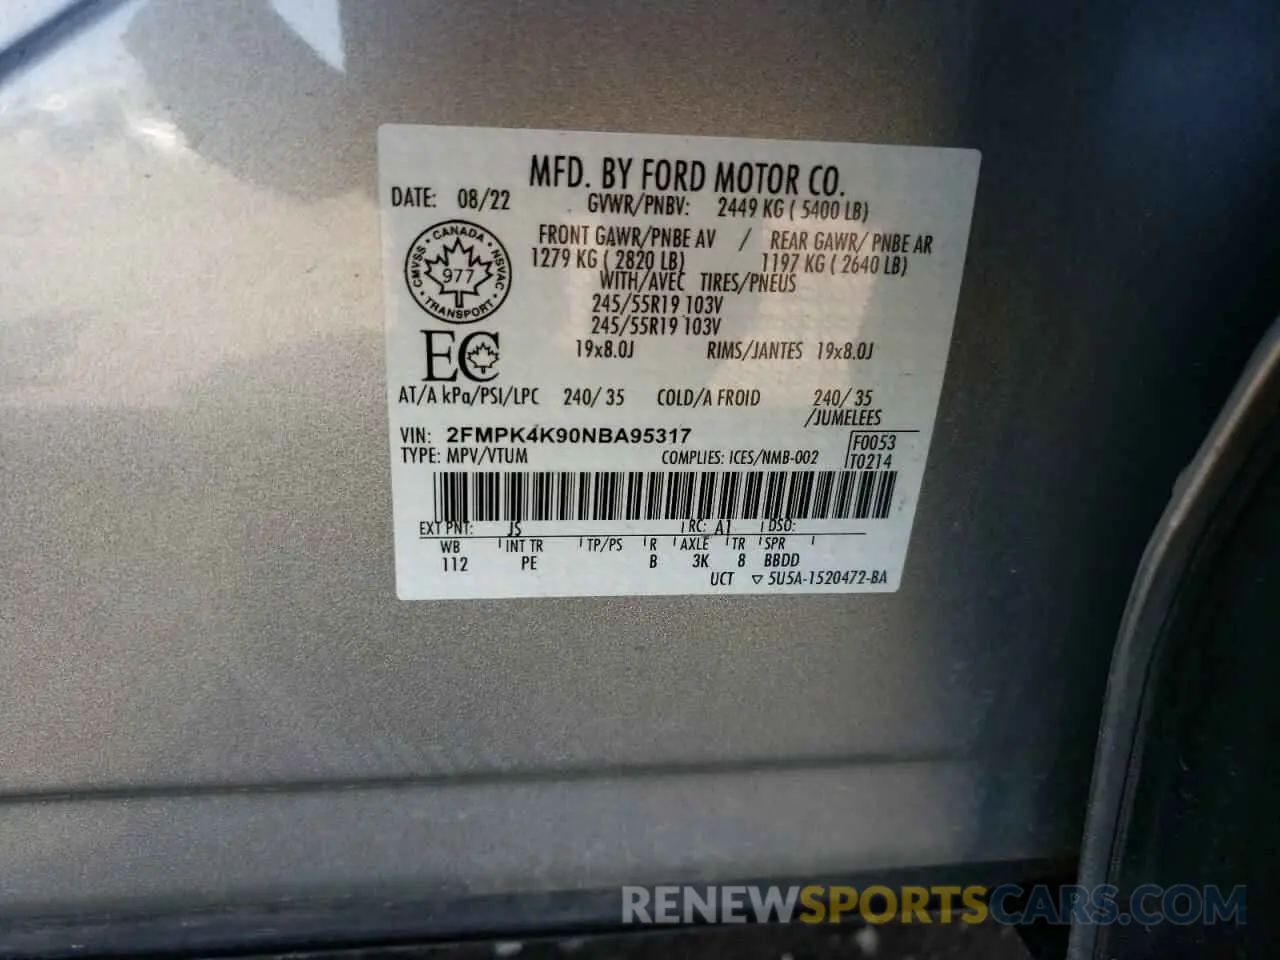 MFD. BY FORD MOTOR CO.
DATE: 08/22 GVWR/PNBV: 2449 KG ( 5400 LB)
CANADA
CMVSS NSVAC
977
TRANSPORT
FRONT GAWR/PNBE AV / REAR GAWR/ PNBE AR
1279 KG ( 2820 LB) 1197 KG ( 2640 LB)
WITH/AVEC TIRES/PNEUS
245/55R19 103V
245/55R19 103V
EC
19x8.0J RIMS/JANTES 19x8.0J
AT/A kPa/PSI/LPC 240/ 35 COLD/A FROID 240/ 35
/JUMELEES
VIN: 2FMPK4K90NBA95317 F0053
TYPE: MPV/VTUM COMPLIES: ICES/NMB-002 T0214
EXT PNT: JS RC: A1 DSO:
WB INT TR TP/PS R AXLE TR SPR
112 PE B 3K 8 BBDD
UCT ▽ 5U5A-1520472-BA
RENEWSPORTSCARS.COM